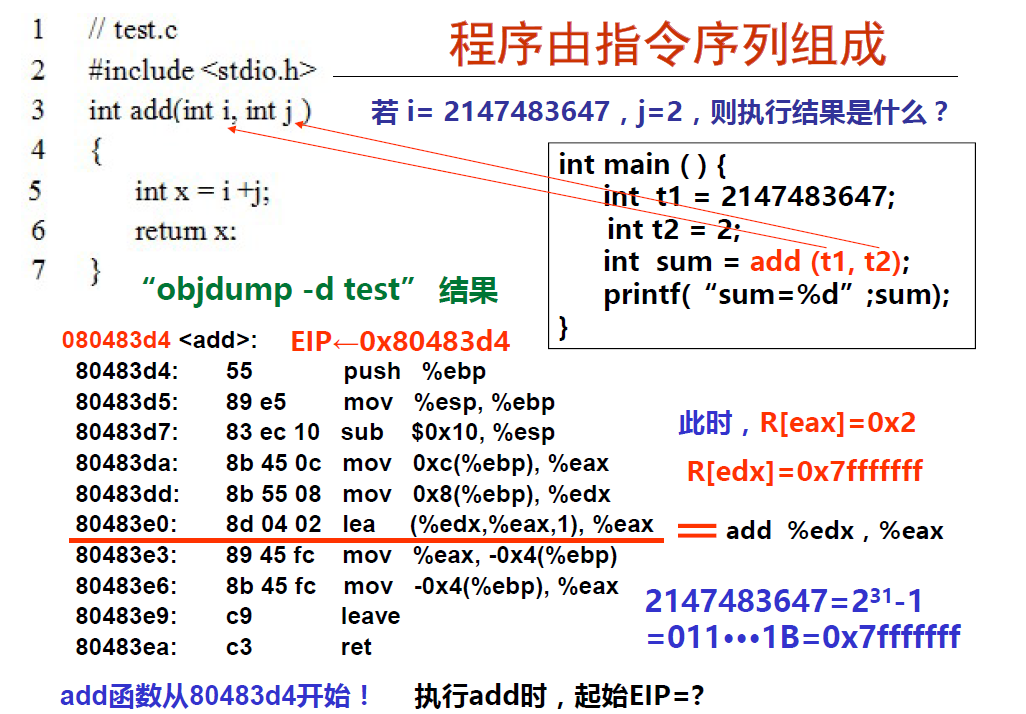 程序由指令序列组成
1 // test.c
2 #include <stdio.h>
3 int add(int i, int j )
4 {
5 int x = i +j;
6 return x:
7 }
若 i= 2147483647，j=2，则执行结果是什么？
int main ( ) {
int t1 = 2147483647;
int t2 = 2;
int sum = add (t1, t2);
printf(“sum=%d”;sum);
}
“objdump -d test” 结果
080483d4 <add>: EIP←0x80483d4
80483d4: 55 push %ebp
80483d5: 89 e5 mov %esp, %ebp
80483d7: 83 ec 10 sub $0x10, %esp
80483da: 8b 45 0c mov 0xc(%ebp), %eax
80483dd: 8b 55 08 mov 0x8(%ebp), %edx
80483e0: 8d 04 02 lea (%edx,%eax,1), %eax
80483e3: 89 45 fc mov %eax, -0x4(%ebp)
80483e6: 8b 45 fc mov -0x4(%ebp), %eax
80483e9: c9 leave
80483ea: c3 ret
此时，R[eax]=0x2
R[edx]=0x7fffffff
= add %edx，%eax
2147483647=2³¹-1
=011•••1B=0x7fffffff
add函数从80483d4开始！ 执行add时，起始EIP=?